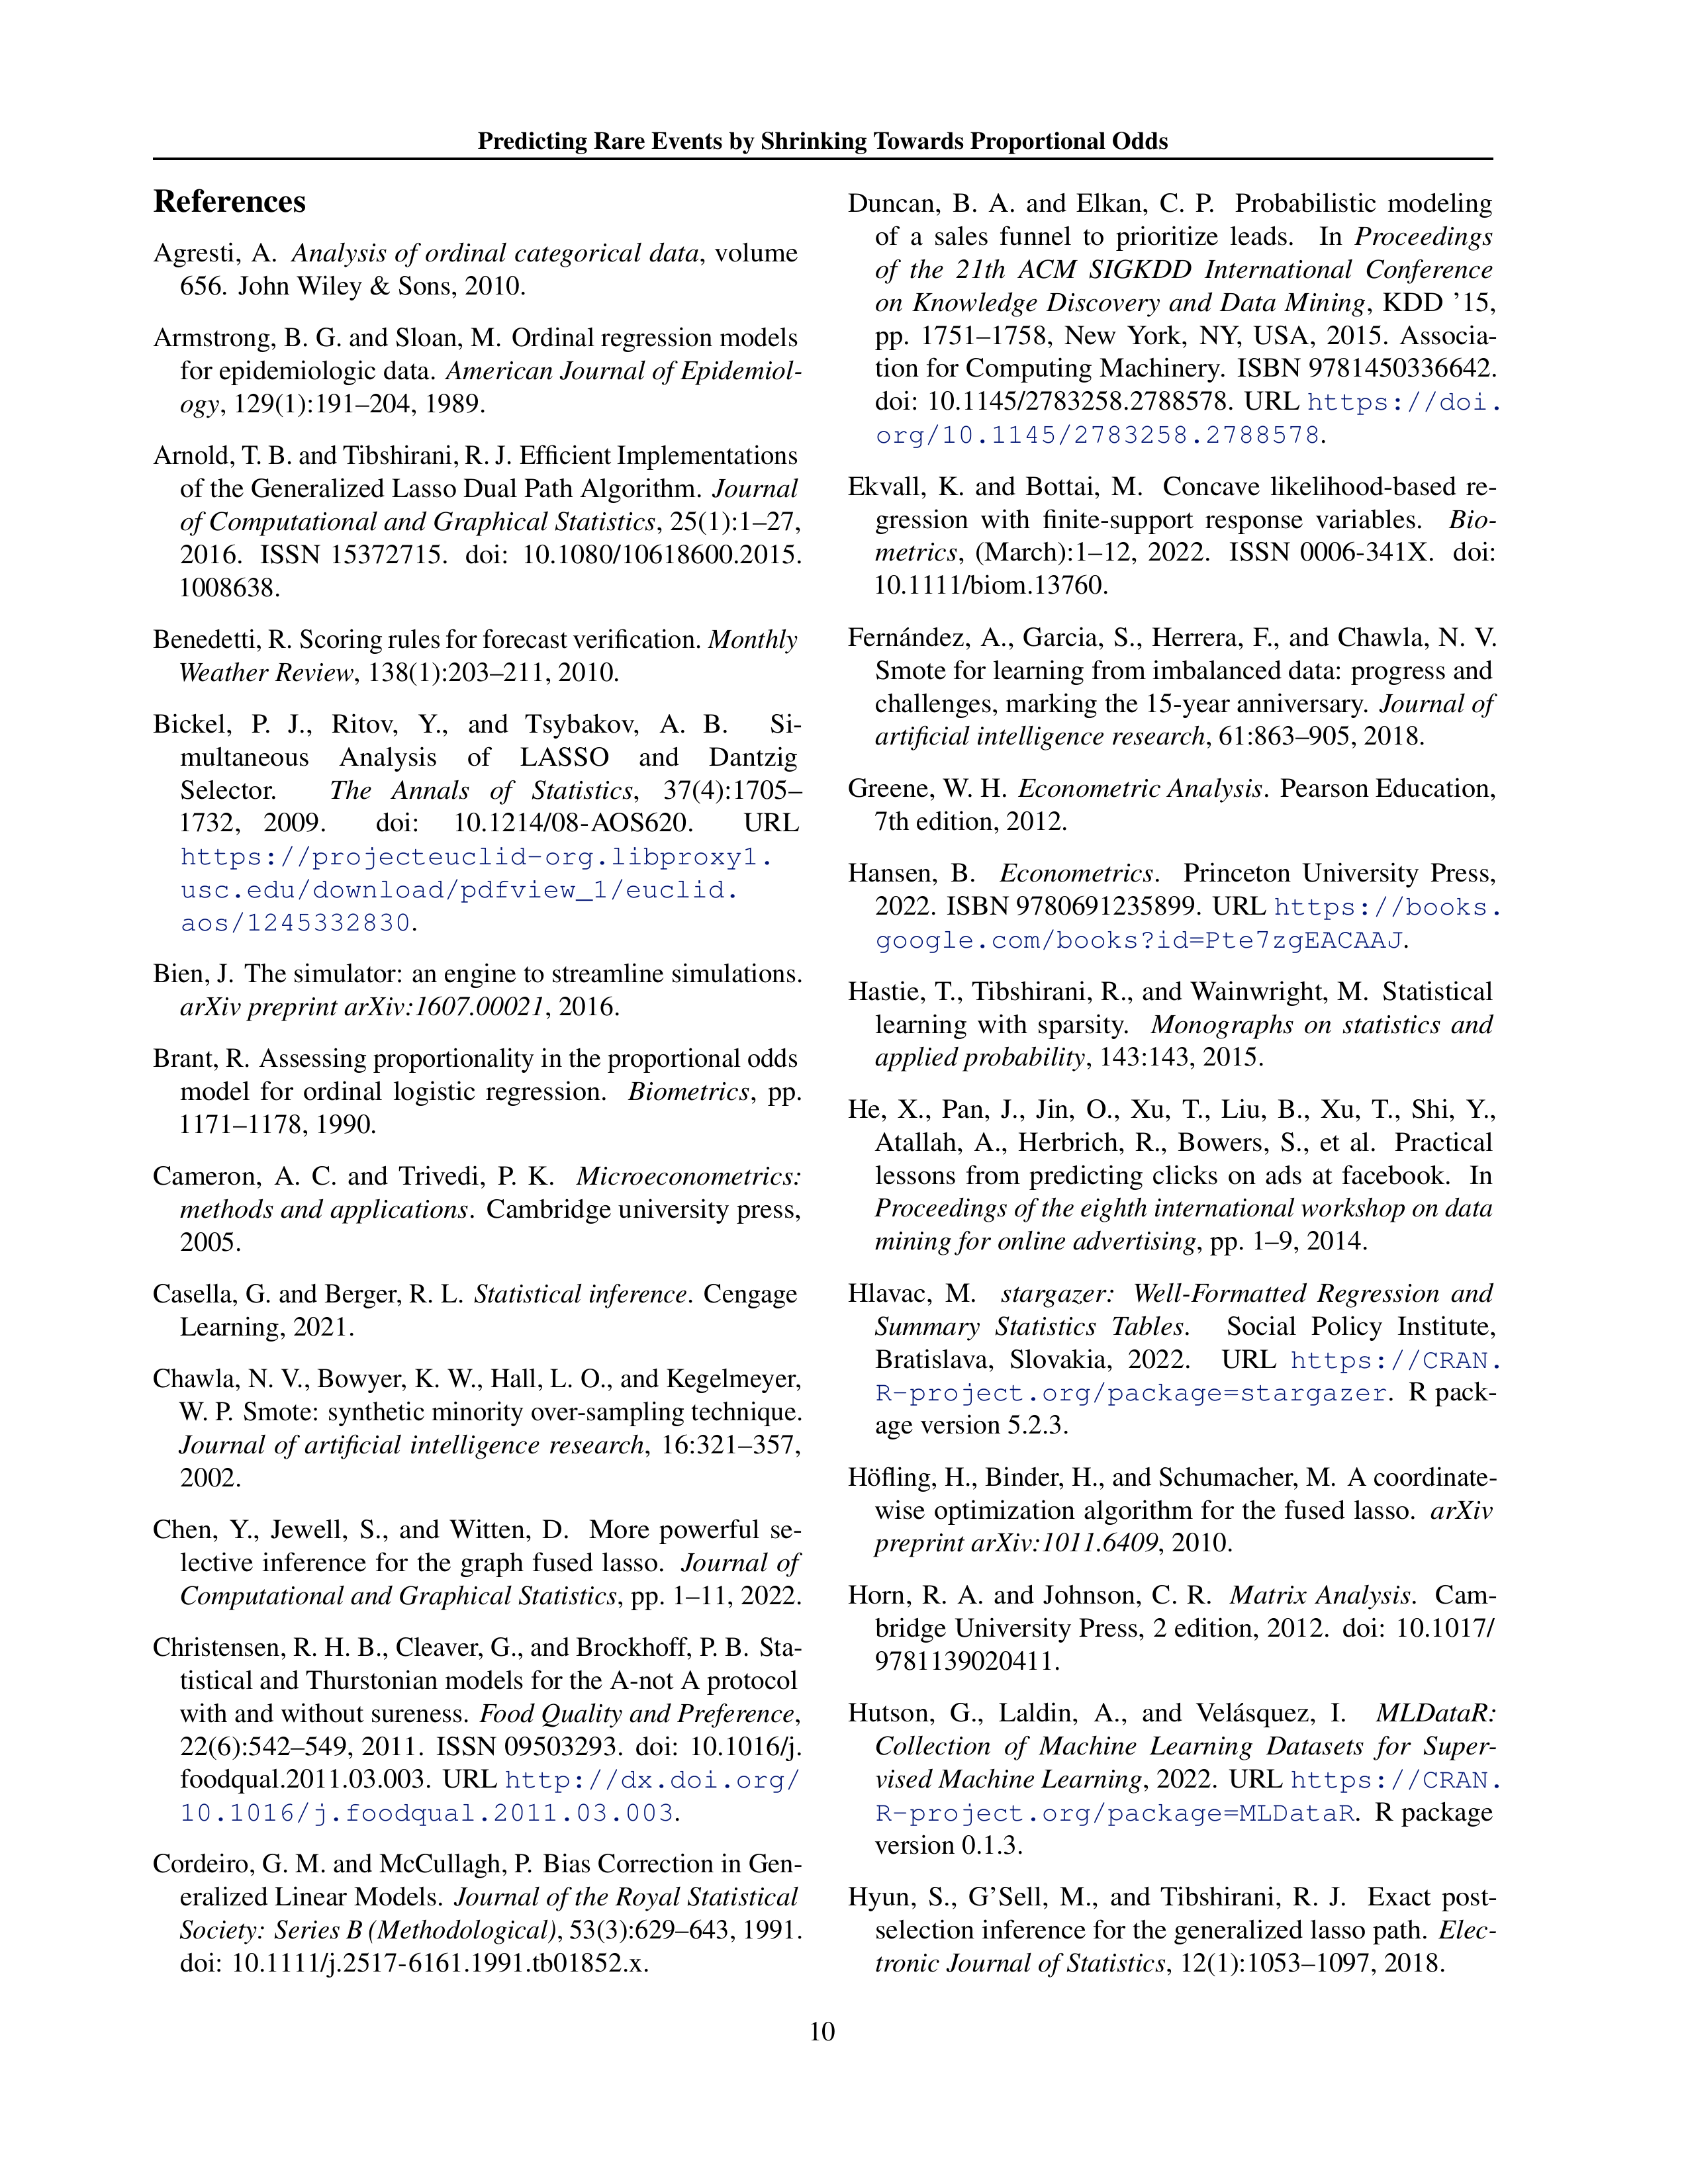 Predicting Rare Events by Shrinking Towards Proportional Odds
References
Agresti, A. Analysis of ordinal categorical data, volume
656. John Wiley & Sons, 2010.
Armstrong, B. G. and Sloan, M. Ordinal regression models
for epidemiologic data. American Journal of Epidemiol-
ogy, 129(1):191–204, 1989.
Arnold, T. B. and Tibshirani, R. J. Efficient Implementations
of the Generalized Lasso Dual Path Algorithm. Journal
of Computational and Graphical Statistics, 25(1):1–27,
2016. ISSN 15372715. doi: 10.1080/10618600.2015.
1008638.
Benedetti, R. Scoring rules for forecast verification. Monthly
Weather Review, 138(1):203–211, 2010.
Bickel, P. J., Ritov, Y., and Tsybakov, A. B. Si-
multaneous Analysis of LASSO and Dantzig
Selector. The Annals of Statistics, 37(4):1705–
1732, 2009. doi: 10.1214/08-AOS620. URL
https://projecteuclid-org.libproxy1.
usc.edu/download/pdfview_1/euclid.
aos/1245332830.
Bien, J. The simulator: an engine to streamline simulations.
arXiv preprint arXiv:1607.00021, 2016.
Brant, R. Assessing proportionality in the proportional odds
model for ordinal logistic regression. Biometrics, pp.
1171–1178, 1990.
Cameron, A. C. and Trivedi, P. K. Microeconometrics:
methods and applications. Cambridge university press,
2005.
Casella, G. and Berger, R. L. Statistical inference. Cengage
Learning, 2021.
Chawla, N. V., Bowyer, K. W., Hall, L. O., and Kegelmeyer,
W. P. Smote: synthetic minority over-sampling technique.
Journal of artificial intelligence research, 16:321–357,
2002.
Chen, Y., Jewell, S., and Witten, D. More powerful se-
lective inference for the graph fused lasso. Journal of
Computational and Graphical Statistics, pp. 1–11, 2022.
Christensen, R. H. B., Cleaver, G., and Brockhoff, P. B. Sta-
tistical and Thurstonian models for the A-not A protocol
with and without sureness. Food Quality and Preference,
22(6):542–549, 2011. ISSN 09503293. doi: 10.1016/j.
foodqual.2011.03.003. URL http://dx.doi.org/
10.1016/j.foodqual.2011.03.003.
Cordeiro, G. M. and McCullagh, P. Bias Correction in Gen-
eralized Linear Models. Journal of the Royal Statistical
Society: Series B (Methodological), 53(3):629–643, 1991.
doi: 10.1111/j.2517-6161.1991.tb01852.x.
Duncan, B. A. and Elkan, C. P. Probabilistic modeling
of a sales funnel to prioritize leads. In Proceedings
of the 21th ACM SIGKDD International Conference
on Knowledge Discovery and Data Mining, KDD ’15,
pp. 1751–1758, New York, NY, USA, 2015. Associa-
tion for Computing Machinery. ISBN 9781450336642.
doi: 10.1145/2783258.2788578. URL https://doi.
org/10.1145/2783258.2788578.
Ekvall, K. and Bottai, M. Concave likelihood-based re-
gression with finite-support response variables. Bio-
metrics, (March):1–12, 2022. ISSN 0006-341X. doi:
10.1111/biom.13760.
Fernández, A., Garcia, S., Herrera, F., and Chawla, N. V.
Smote for learning from imbalanced data: progress and
challenges, marking the 15-year anniversary. Journal of
artificial intelligence research, 61:863–905, 2018.
Greene, W. H. Econometric Analysis. Pearson Education,
7th edition, 2012.
Hansen, B. Econometrics. Princeton University Press,
2022. ISBN 9780691235899. URL https://books.
google.com/books?id=Pte7zgEACAAJ.
Hastie, T., Tibshirani, R., and Wainwright, M. Statistical
learning with sparsity. Monographs on statistics and
applied probability, 143:143, 2015.
He, X., Pan, J., Jin, O., Xu, T., Liu, B., Xu, T., Shi, Y.,
Atallah, A., Herbrich, R., Bowers, S., et al. Practical
lessons from predicting clicks on ads at facebook. In
Proceedings of the eighth international workshop on data
mining for online advertising, pp. 1–9, 2014.
Hlavac, M. stargazer: Well-Formatted Regression and
Summary Statistics Tables. Social Policy Institute,
Bratislava, Slovakia, 2022. URL https://CRAN.
R-project.org/package=stargazer. R pack-
age version 5.2.3.
Höfling, H., Binder, H., and Schumacher, M. A coordinate-
wise optimization algorithm for the fused lasso. arXiv
preprint arXiv:1011.6409, 2010.
Horn, R. A. and Johnson, C. R. Matrix Analysis. Cam-
bridge University Press, 2 edition, 2012. doi: 10.1017/
9781139020411.
Hutson, G., Laldin, A., and Velásquez, I. MLDataR:
Collection of Machine Learning Datasets for Super-
vised Machine Learning, 2022. URL https://CRAN.
R-project.org/package=MLDataR. R package
version 0.1.3.
Hyun, S., G’Sell, M., and Tibshirani, R. J. Exact post-
selection inference for the generalized lasso path. Elec-
tronic Journal of Statistics, 12(1):1053–1097, 2018.
10